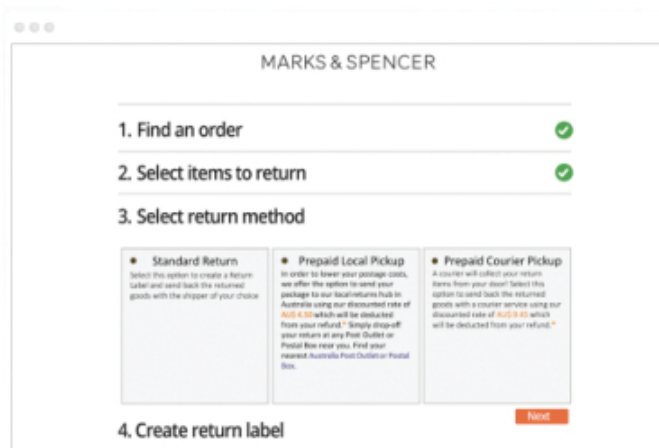 MARKS & SPENCER
1. Find an order
2. Select items to return
3. Select return method
Standard Return
Select this option to create a Return
Label and send back the returned
goods with the shipper of your choice
Prepaid Local Pickup
In order to lower your postage costs,
we offer the option to send your
package to our local returns hub in
Australia using our discounted rate of
AU$ 4.50 which will be deducted
from your refund.* Simply drop-off
your return at any Post Outlet or
Postal Box near you. Find your
nearest Australia Post Outlet or Postal
Box.
Prepaid Courier Pickup
A courier will collect your return
items from your door! Select this
option to send back the returned
goods with a courier service using our
discounted rate of AU$ 9.45 which
will be deducted from your refund.*
Next
4. Create return label